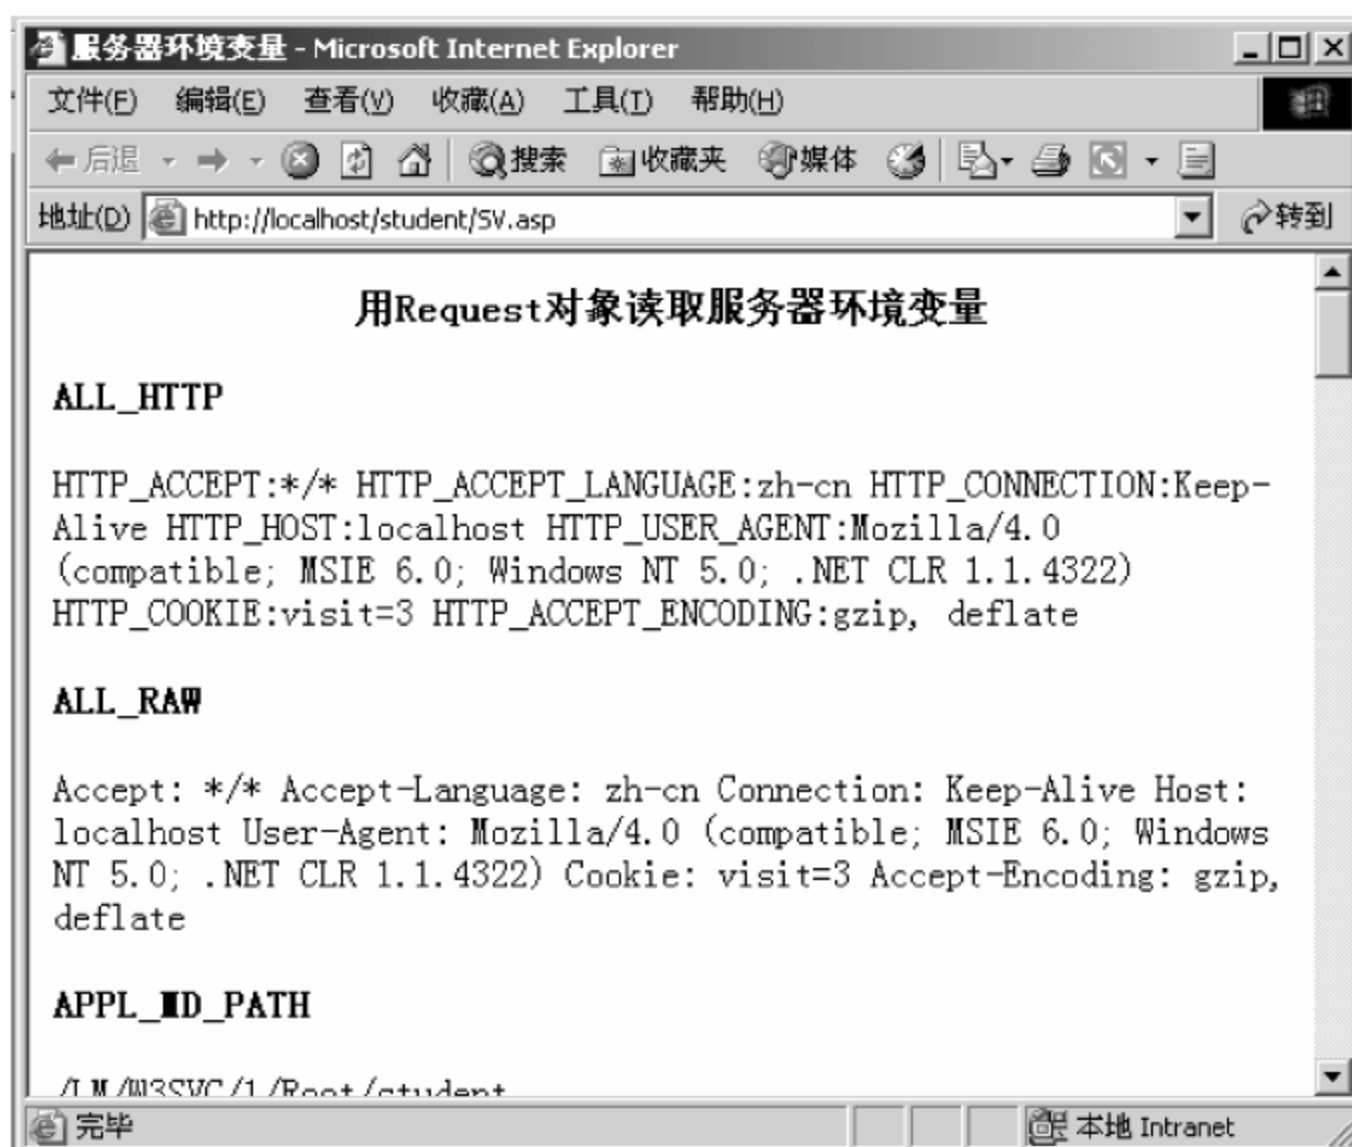 服务器环境变量 - Microsoft Internet Explorer
文件(F) 编辑(E) 查看(V) 收藏(A) 工具(T) 帮助(H)
后退 搜索 收藏夹 媒体
地址(D) http://localhost/student/SV.asp 转到
用Request对象读取服务器环境变量
ALL_HTTP
HTTP_ACCEPT:*/* HTTP_ACCEPT_LANGUAGE:zh-cn HTTP_CONNECTION:Keep-
Alive HTTP_HOST:localhost HTTP_USER_AGENT:Mozilla/4.0
(compatible; MSIE 6.0; Windows NT 5.0; .NET CLR 1.1.4322)
HTTP_COOKIE:visit=3 HTTP_ACCEPT_ENCODING:gzip, deflate
ALL_RAW
Accept: */* Accept-Language: zh-cn Connection: Keep-Alive Host:
localhost User-Agent: Mozilla/4.0 (compatible; MSIE 6.0; Windows
NT 5.0; .NET CLR 1.1.4322) Cookie: visit=3 Accept-Encoding: gzip,
deflate
APPL_MD_PATH
/LM/W3SVC/1/Root/student
完毕 本地 Intranet